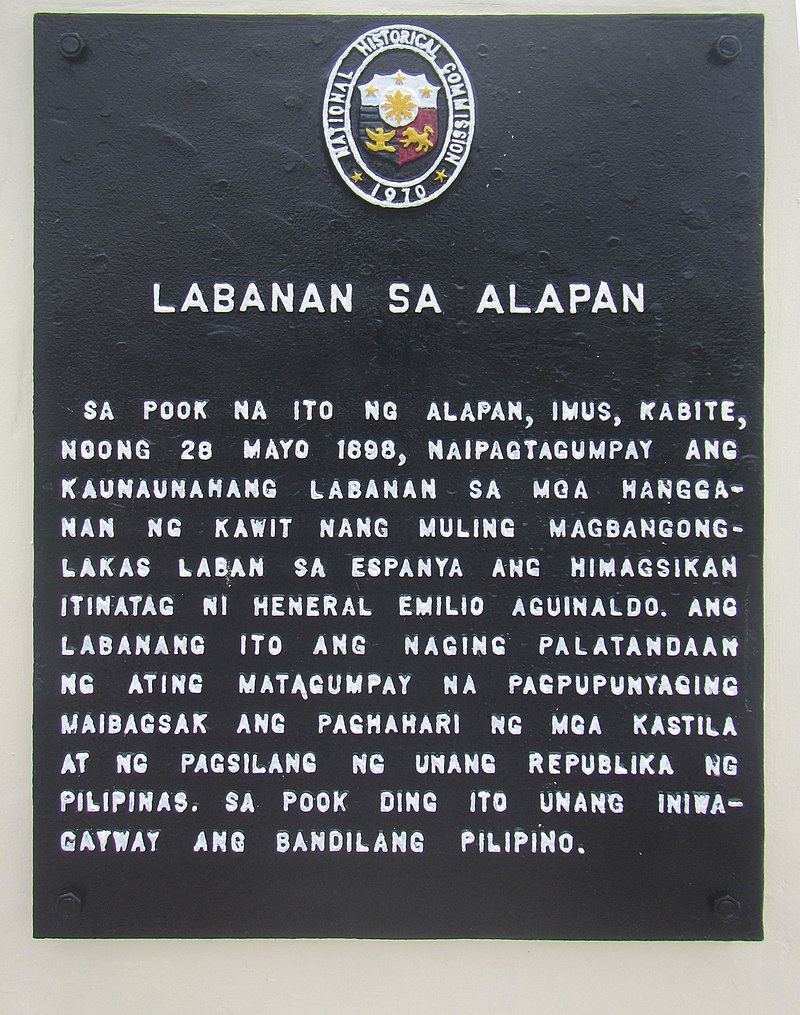 NATIONAL HISTORICAL COMMISSION
1970
LABANAN SA ALAPAN
SA POOK NA ITO NG ALAPAN, IMUS, KABITE,
NOONG 28 MAYO 1898, NAIPAGTAGUMPAY ANG
KAUNAUNAHANG LABANAN SA MGA HANGGA-
NAN NG KAWIT NANG MULING MAGBANGONG-
LAKAS LABAN SA ESPANYA ANG HIMAGSIKAN
ITINATAG NI HENERAL EMILIO AGUINALDO. ANG
LABANANG ITO ANG NAGING PALATANDAAN
NG ATING MATAGUMPAY NA PAGPUPUNYAGING
MAIBAGSAK ANG PAGHAHARI NG MGA KASTILA
AT NG PAGSILANG NG UNANG REPUBLIKA NG
PILIPINAS. SA POOK DING ITO UNANG INIWA-
GAYWAY ANG BANDILANG PILIPINO.